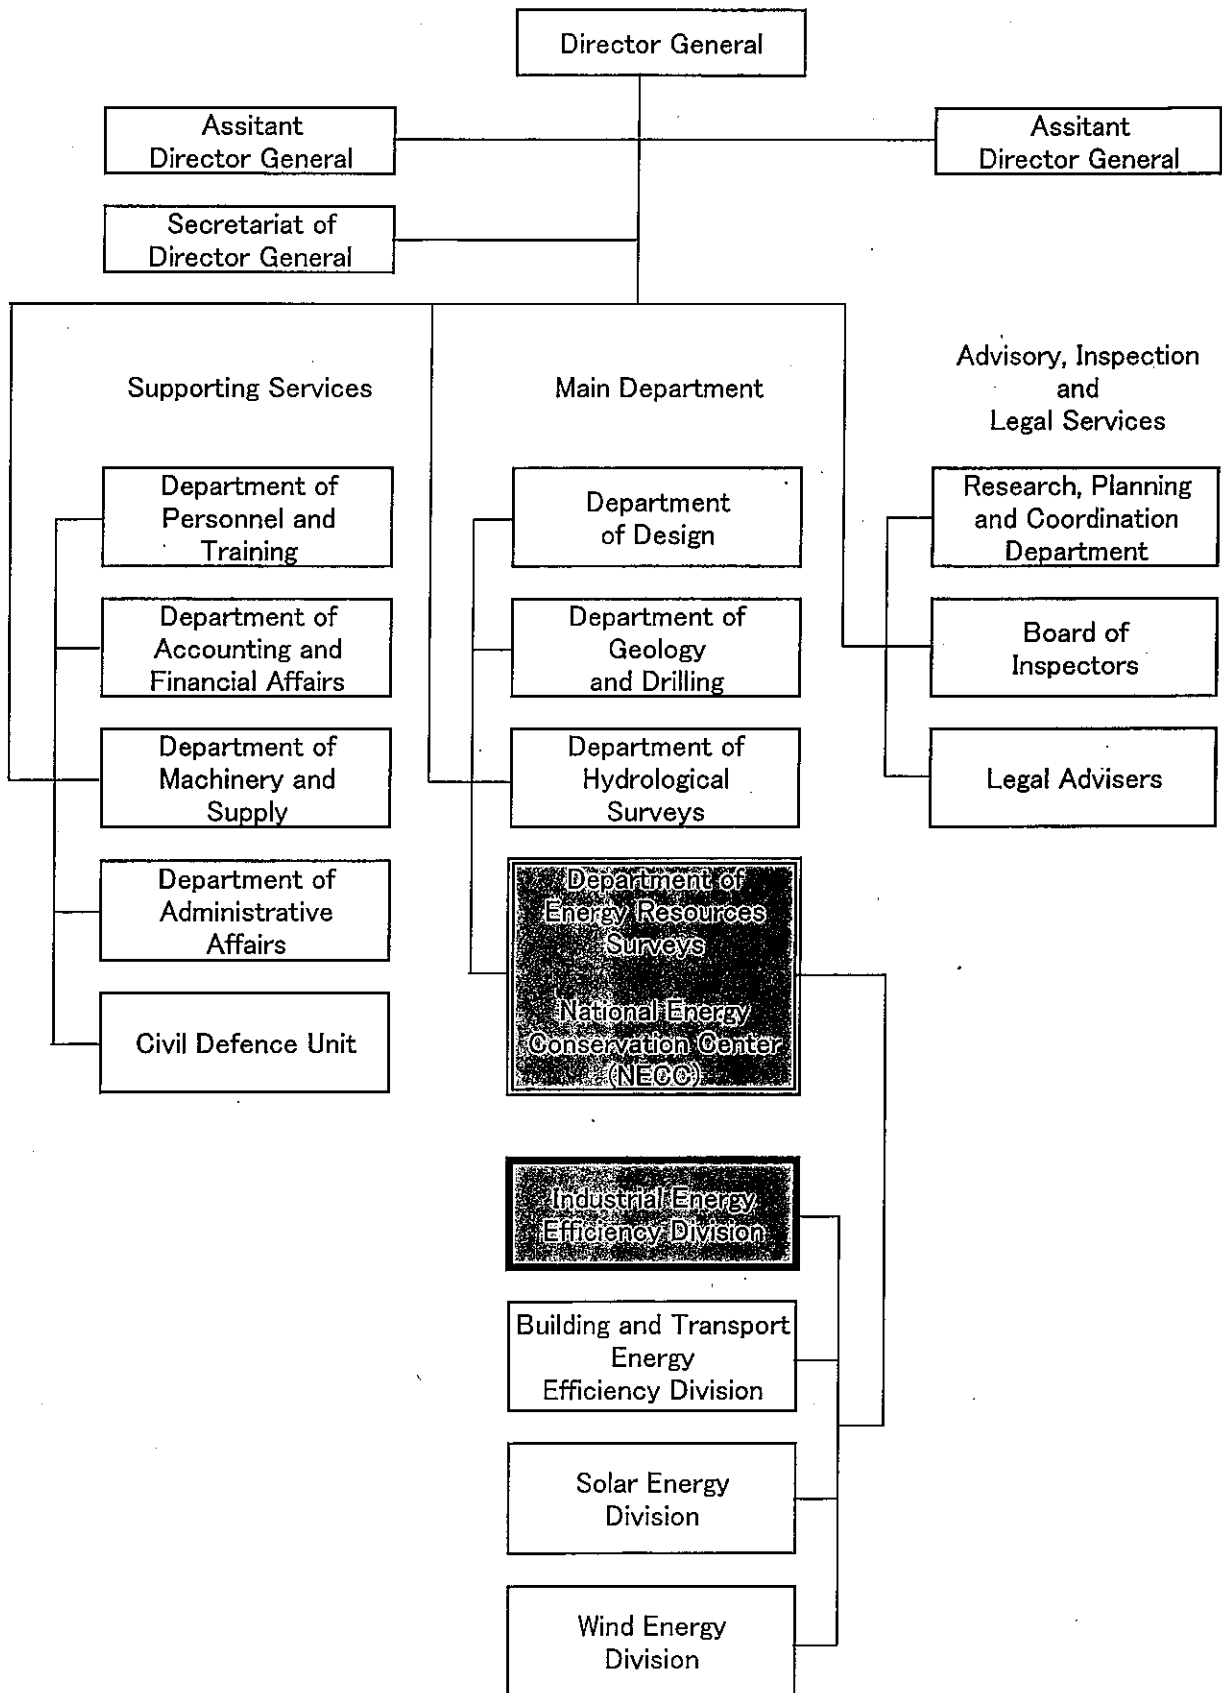 Director General
Assitant
Director General
Assitant
Director General
Secretariat of
Director General
Supporting Services
Main Department
Advisory, Inspection
and
Legal Services
Department of
Personnel and
Training
Department of
Accounting and
Financial Affairs
Department of
Machinery and
Supply
Department of
Administrative
Affairs
Civil Defence Unit
Department
of Design
Department of
Geology
and Drilling
Department of
Hydrological
Surveys
Department of
Energy Resources
Surveys
National Energy
Conservation Center
(NECC)
Research, Planning
and Coordination
Department
Board of
Inspectors
Legal Advisers
Industrial Energy
Efficiency Division
Building and Transport
Energy
Efficiency Division
Solar Energy
Division
Wind Energy
Division